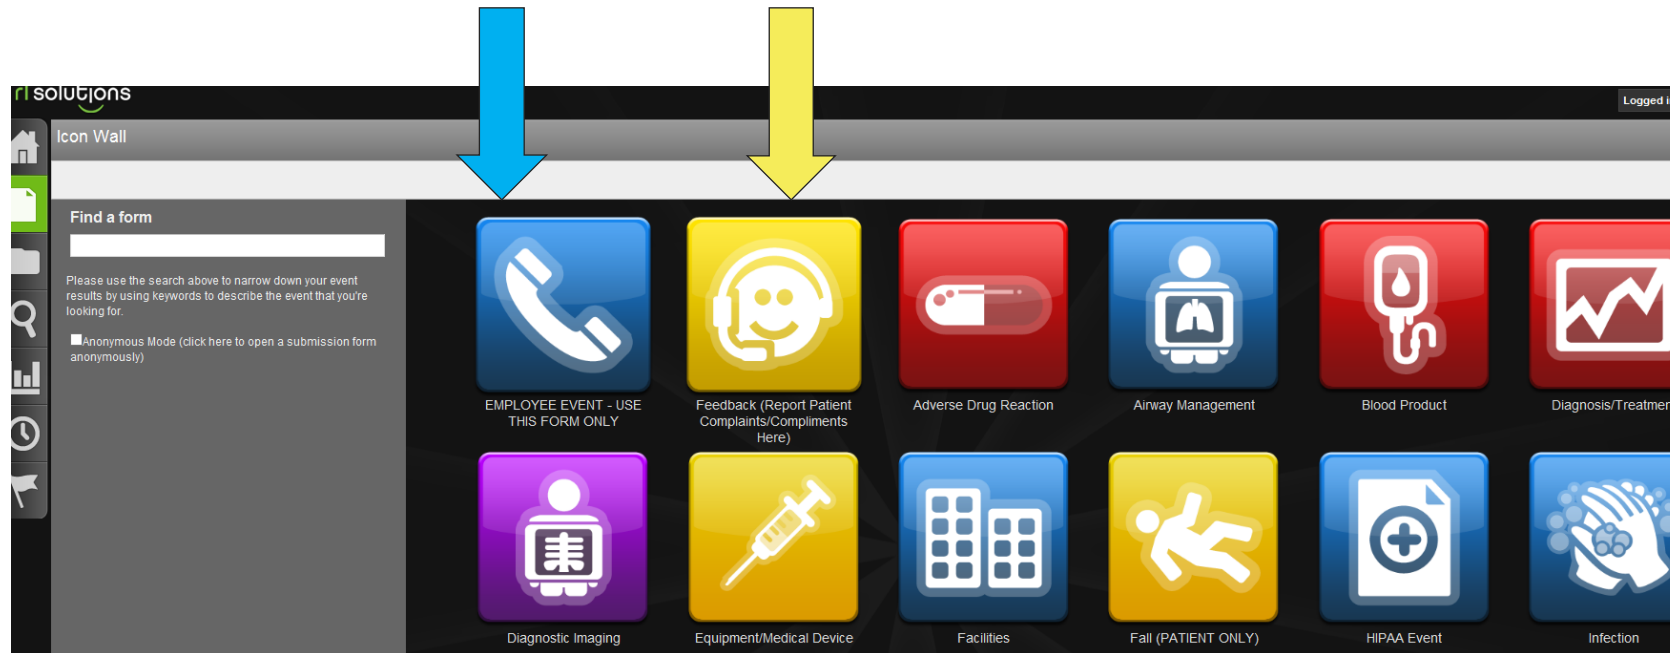 rl solutions
Logged i
Icon Wall
Find a form
Please use the search above to narrow down your event
results by using keywords to describe the event that you're
looking for.
Anonymous Mode (click here to open a submission form
anonymously)
EMPLOYEE EVENT - USE
THIS FORM ONLY
Feedback (Report Patient
Complaints/Compliments
Here)
Adverse Drug Reaction
Airway Management
Blood Product
Diagnosis/Treatmen
Diagnostic Imaging
Equipment/Medical Device
Facilities
Fall (PATIENT ONLY)
HIPAA Event
Infection